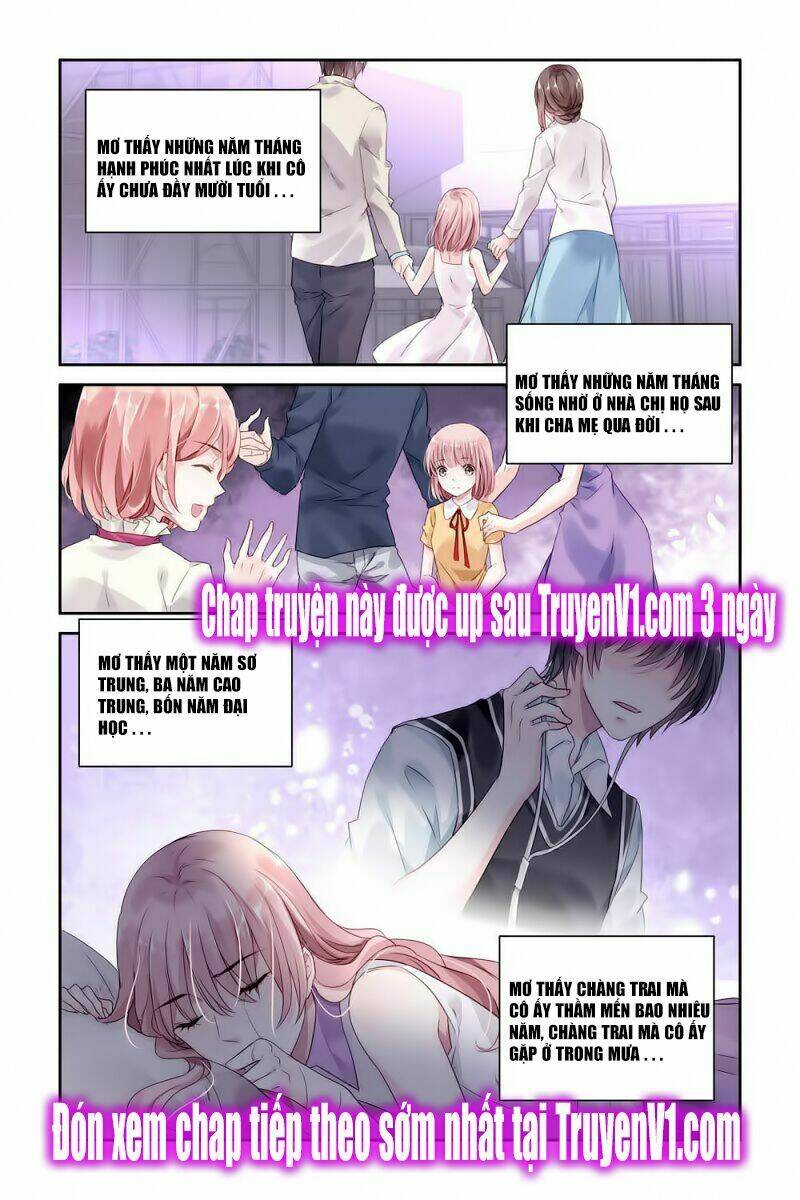 MƠ THẤY NHỮNG NĂM THÁNG
HẠNH PHÚC NHẤT LÚC KHI CÔ
ẤY CHƯA ĐẦY MƯỜI TUỔI . . .
MƠ THẤY NHỮNG NĂM THÁNG
SỐNG NHỜ Ở NHÀ CHỊ HỌ SAU
KHI CHA MẸ QUA ĐỜI . . .
Chap truyện này được up sau TruyenV1.com 3 ngày
MƠ THẤY MỘT NĂM SƠ
TRUNG, BA NĂM CAO
TRUNG, BỐN NĂM ĐẠI
HỌC . . .
MƠ THẤY CHÀNG TRAI MÀ
CÔ ẤY THẦM MẾN BAO NHIÊU
NĂM, CHÀNG TRAI MÀ CÔ ẤY
GẶP Ở TRONG MƯA . . .
Đón xem chap tiếp theo sớm nhất tại TruyenV1.com